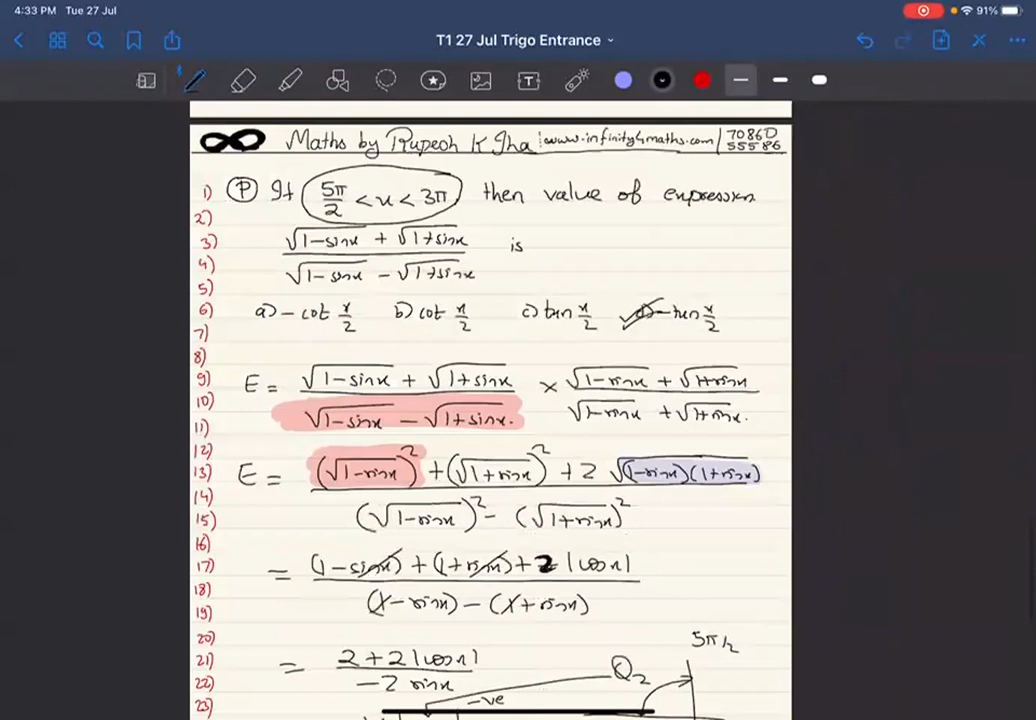 4:33 PM Tue 27 Jul
91%
T1 27 Jul Trigo Entrance
T
∞ Maths by Rupesh K Jha | www.infinity4maths.com / 70860 55586
1) (P) If 5π/2 < x < 3π then value of expression
2)
3) √1-sinx + √1+sinx
4) is
5) √1-sinx - √1+sinx
6) a) -cot x/2 b) cot x/2 c) tan x/2 d) -tan x/2
7)
8)
9) E = √1-sinx + √1+sinx × √1-sinx + √1+sinx
10)
11) √1-sinx - √1+sinx. √1-sinx + √1+sinx.
12)
13) E = (√1-sinx)² + (√1+sinx)² + 2 √(1-sinx)(1+sinx)
14)
15) (√1-sinx)² - (√1+sinx)²
16)
17) = (1-sinx) + (1+sinx) + 2 |cosx|
18)
19) (1-sinx) - (1+sinx)
20) 5π/2
21) = 2+2|cosx| Q2
22) -2 sinx
23) -ve